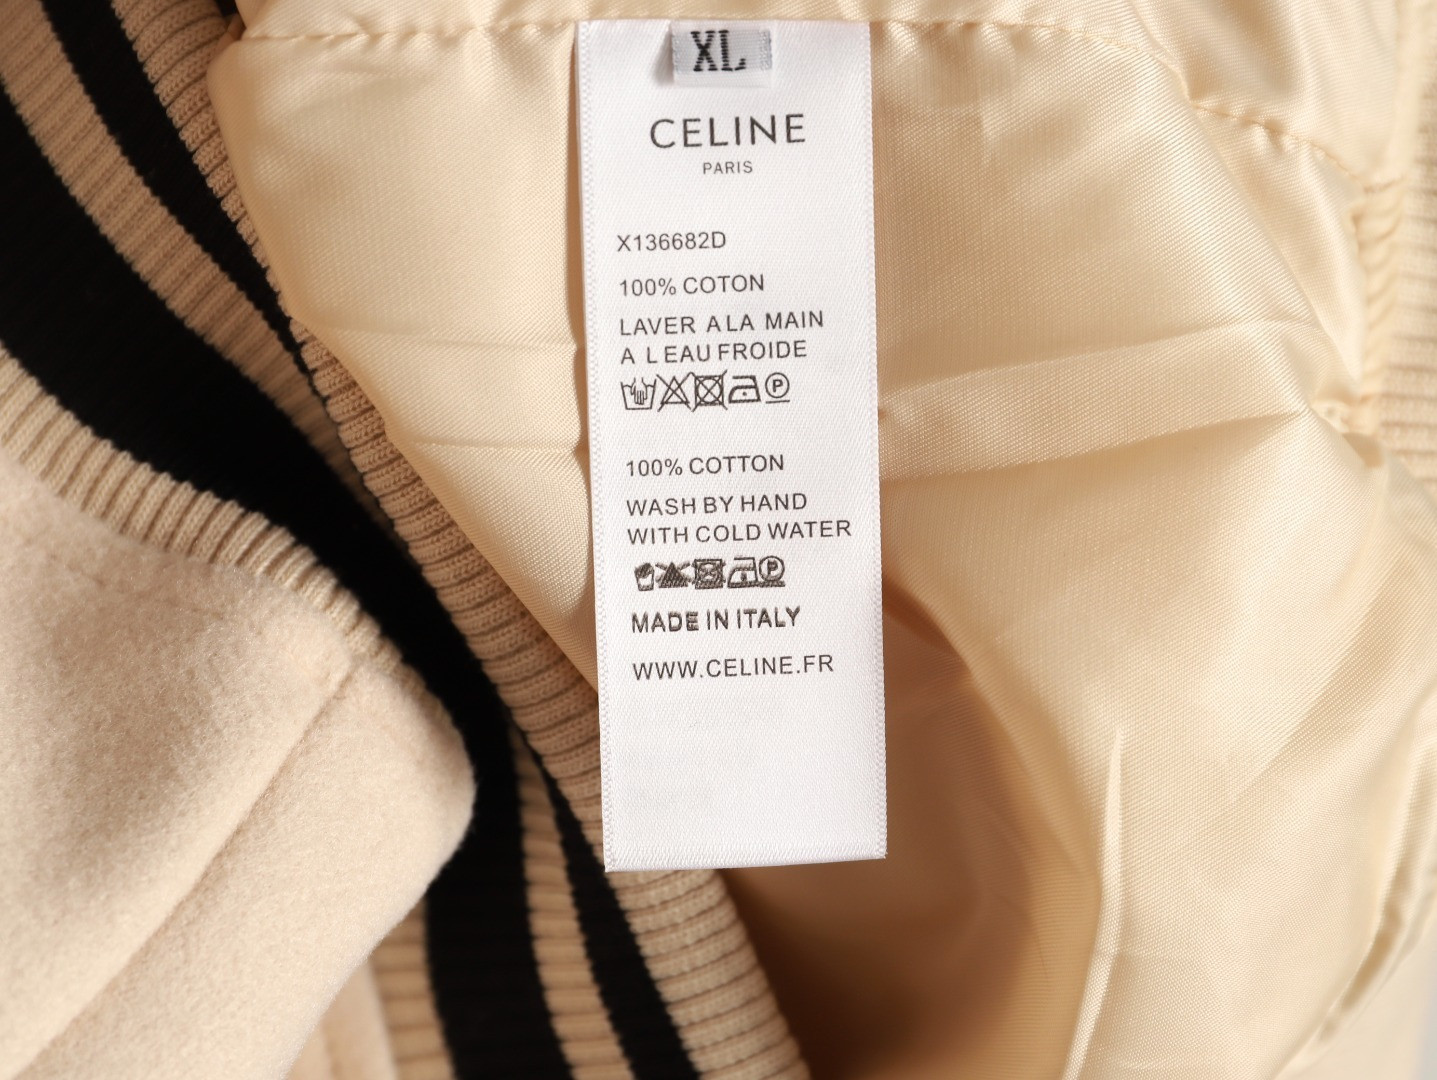 XL
CELINE
PARIS
X136682D
100% COTON
LAVER A LA MAIN
A L EAU FROIDE
P
100% COTTON
WASH BY HAND
WITH COLD WATER
P
MADE IN ITALY
WWW.CELINE.FR